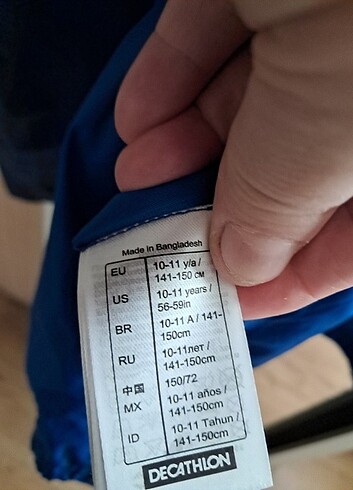 Made in Bangladesh
EU 10-11 y/a /
141-150 см
US 10-11 years /
56-59in
BR 10-11 A / 141-
150cm
RU 10-11лет /
141-150cm
中国 150/72
MX 10-11 años /
141-150cm
ID 10-11 Tahun /
141-150cm
DECATHLON